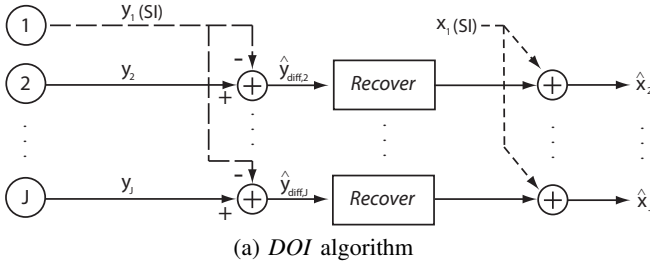 1 y₁(SI) x₁(SI)
- ŷdiff,2 Recover x̂₂
2 y₂ + + +
- ŷdiff,J Recover
J yJ + + +
(a) DOI algorithm